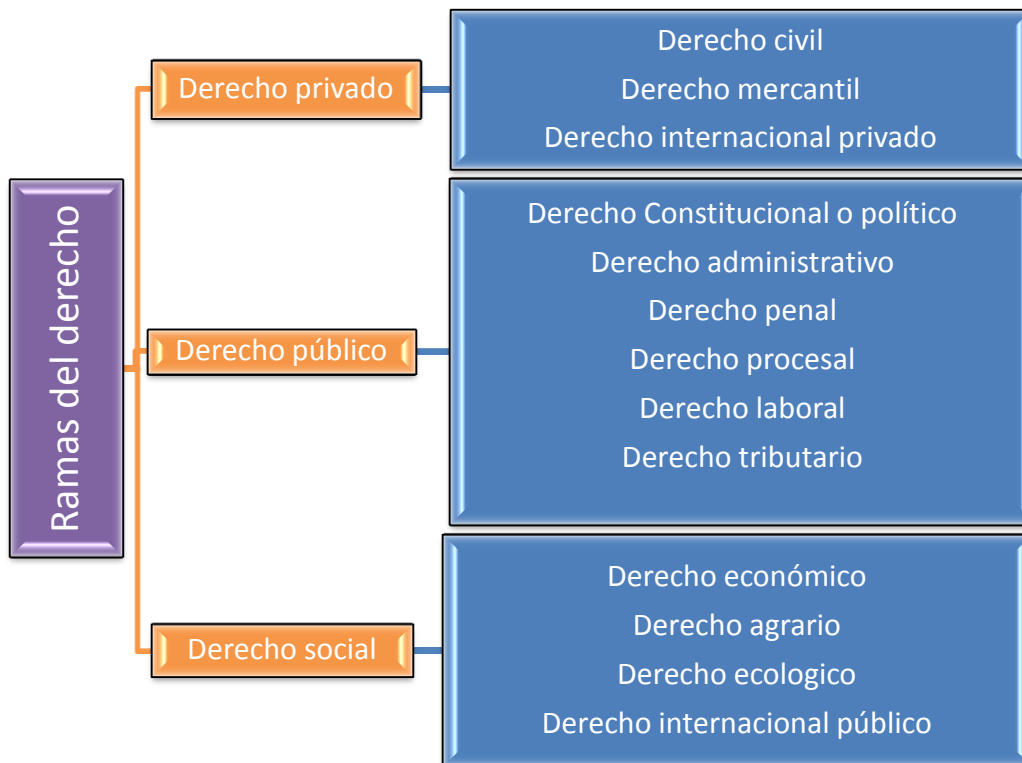 Ramas del derecho
Derecho privado
Derecho civil
Derecho mercantil
Derecho internacional privado
Derecho público
Derecho Constitucional o político
Derecho administrativo
Derecho penal
Derecho procesal
Derecho laboral
Derecho tributario
Derecho social
Derecho económico
Derecho agrario
Derecho ecologico
Derecho internacional público